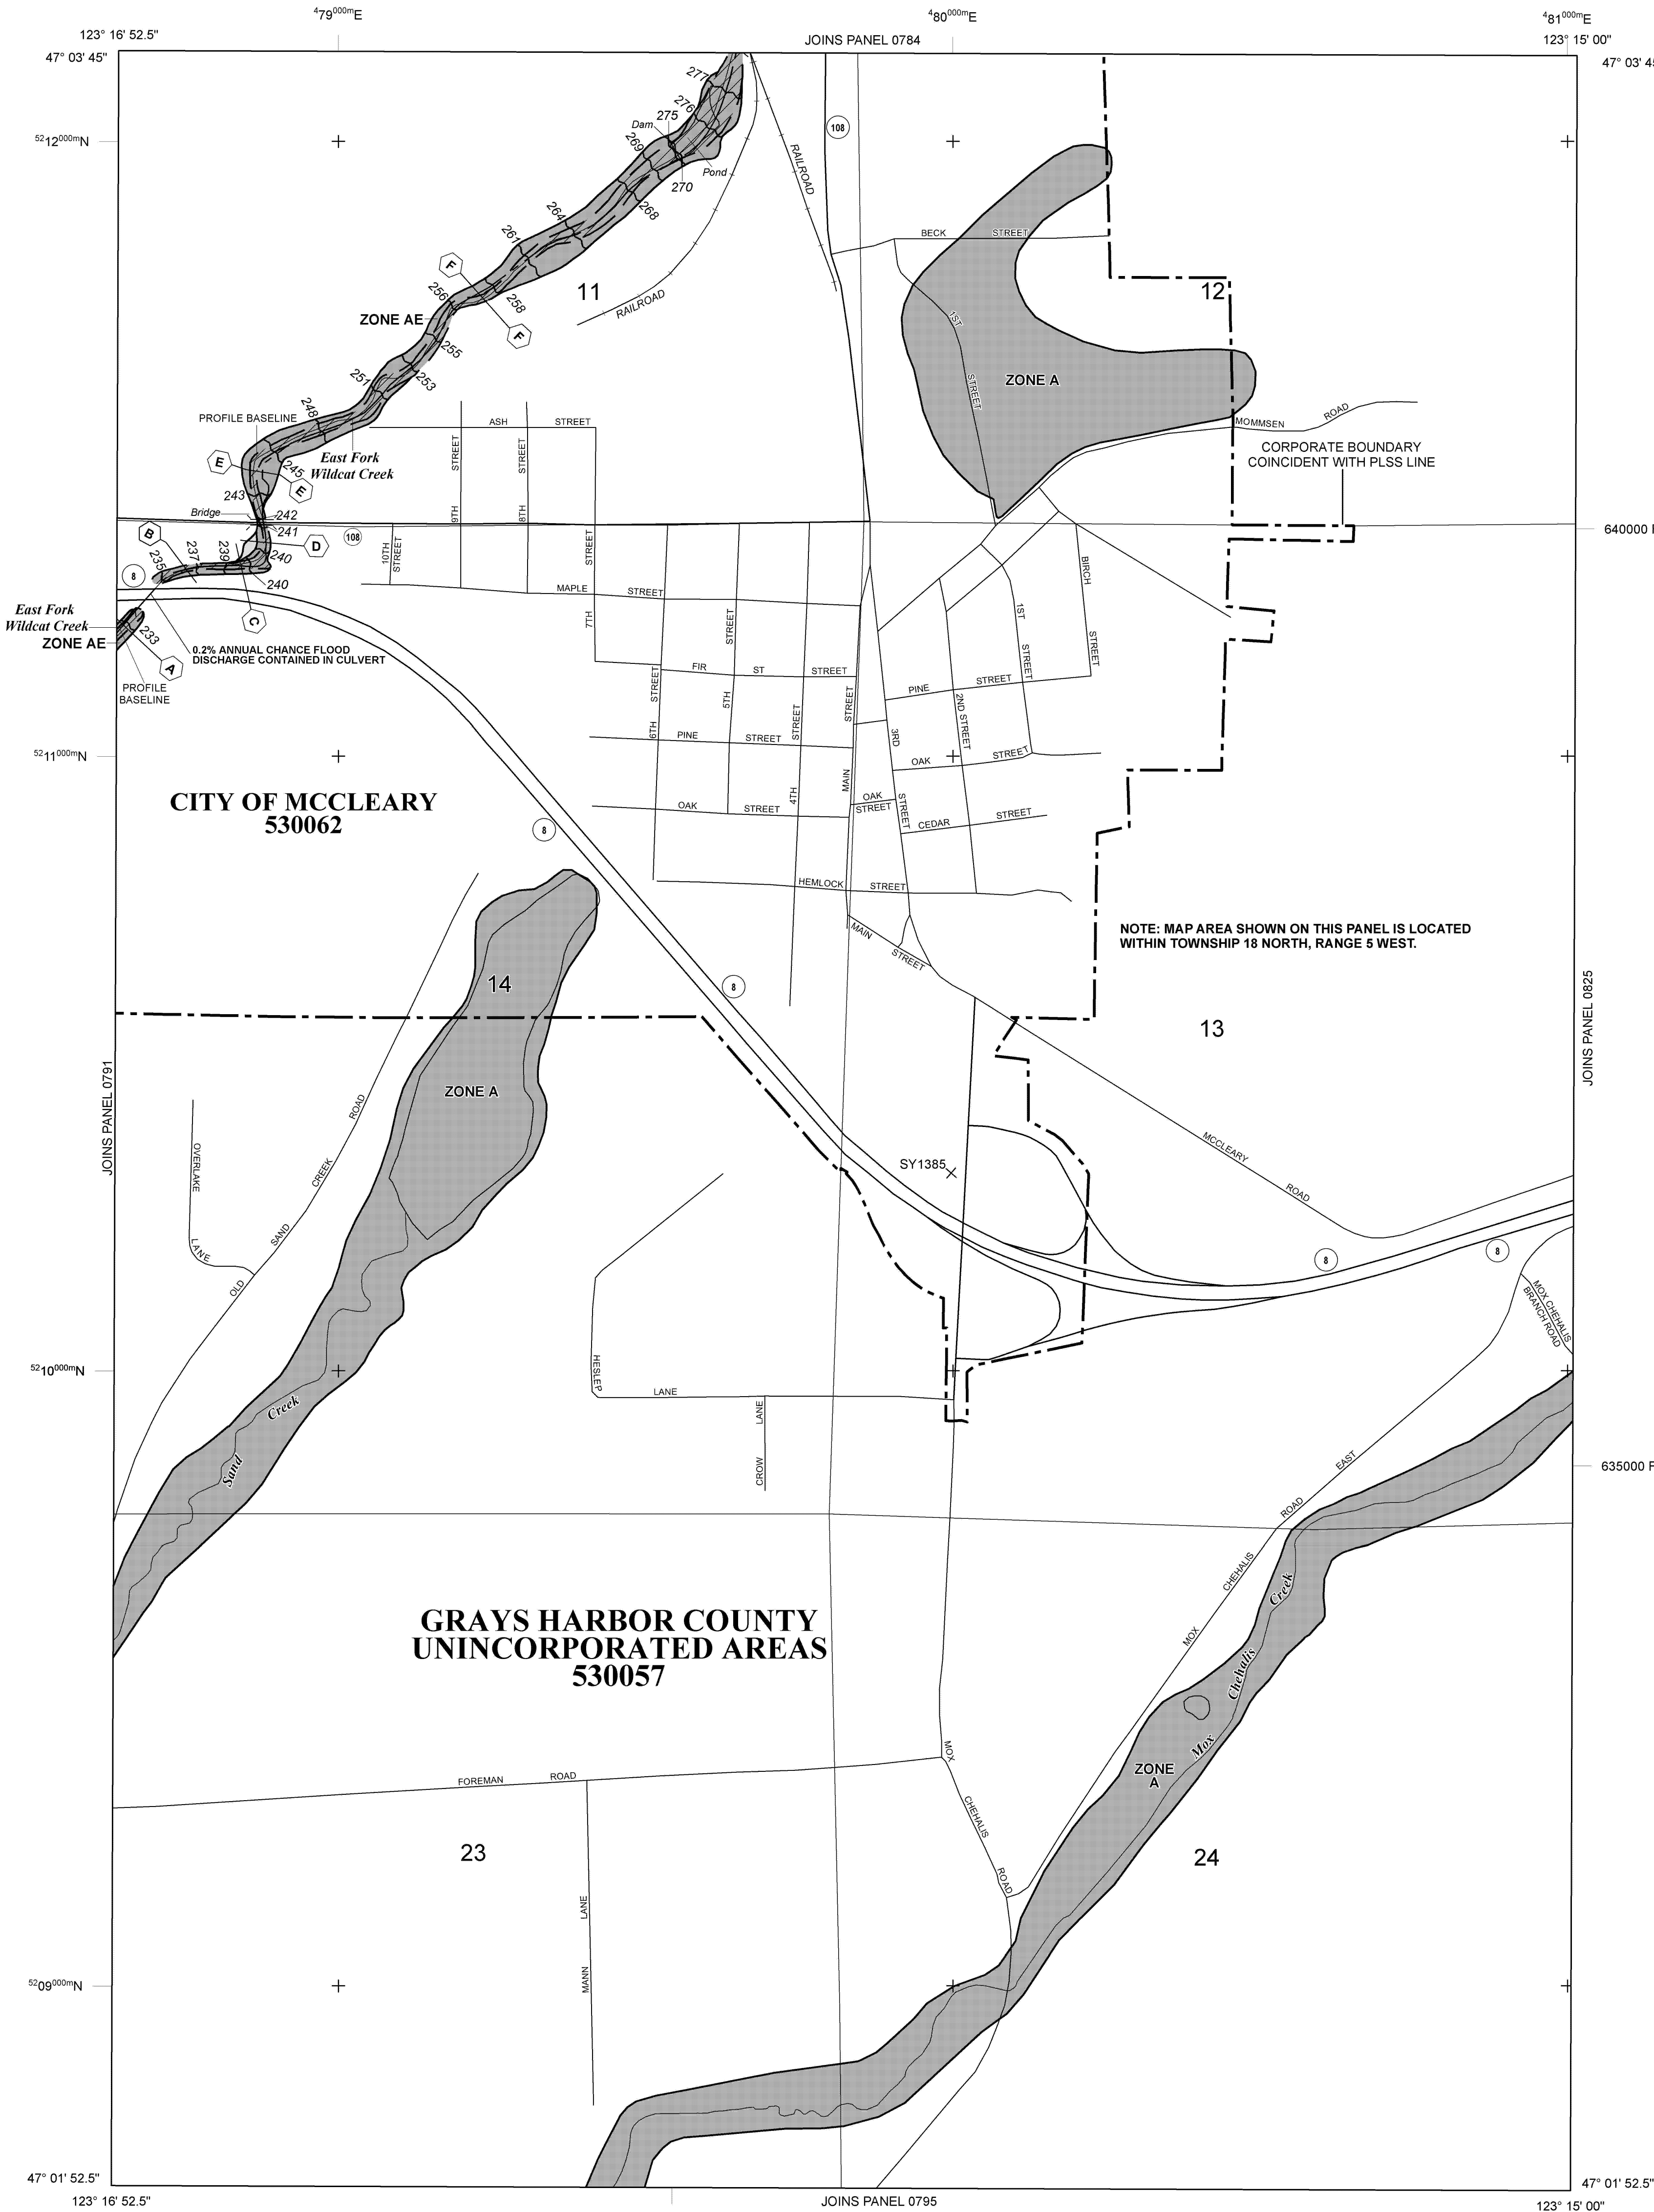 479000mE
480000mE
481000mE
123° 16' 52.5"
JOINS PANEL 0784
123° 15' 00"
47° 03' 45"
47° 03' 45
277
276
275
Dam
269
Pond
270
268
264
261
RAILROAD
108
5212000mN
BECK STREET
F
11
12
256
258
RAILROAD
ZONE AE
F
255
1ST
STREET
ZONE A
251
253
248
PROFILE BASELINE
ASH STREET
MOMMSEN ROAD
East Fork
Wildcat Creek
CORPORATE BOUNDARY
COINCIDENT WITH PLSS LINE
E
245
E
243
9TH STREET
8TH STREET
Bridge
242
241
B
108
D
640000 F
235
237
239
240
240
10TH STREET
7TH STREET
8
MAPLE STREET
BIRCH STREET
1ST STREET
East Fork
Wildcat Creek
ZONE AE
233
C
A
0.2% ANNUAL CHANCE FLOOD
DISCHARGE CONTAINED IN CULVERT
PROFILE
BASELINE
FIR ST STREET
6TH STREET
5TH STREET
4TH STREET
MAIN STREET
3RD STREET
2ND STREET
PINE STREET
PINE STREET
OAK STREET
5211000mN
CITY OF MCCLEARY
530062
OAK STREET
OAK
STREET
CEDAR STREET
8
HEMLOCK STREET
MAIN STREET
NOTE: MAP AREA SHOWN ON THIS PANEL IS LOCATED
WITHIN TOWNSHIP 18 NORTH, RANGE 5 WEST.
14
8
13
JOINS PANEL 0791
JOINS PANEL 0825
ZONE A
OVERLAKE LANE
OLD SAND CREEK ROAD
SY1385
MCCLEARY ROAD
8
8
MOX CHEHALIS
BRANCH ROAD
5210000mN
HESLEP LANE
CROW LANE
Sand Creek
635000 F
MOX CHEHALIS ROAD EAST
GRAYS HARBOR COUNTY
UNINCORPORATED AREAS
530057
Mox Chehalis Creek
ZONE
A
FOREMAN ROAD
MOX CHEHALIS ROAD
23
24
MANN LANE
5209000mN
47° 01' 52.5"
47° 01' 52.5"
123° 16' 52.5"
JOINS PANEL 0795
123° 15' 00"